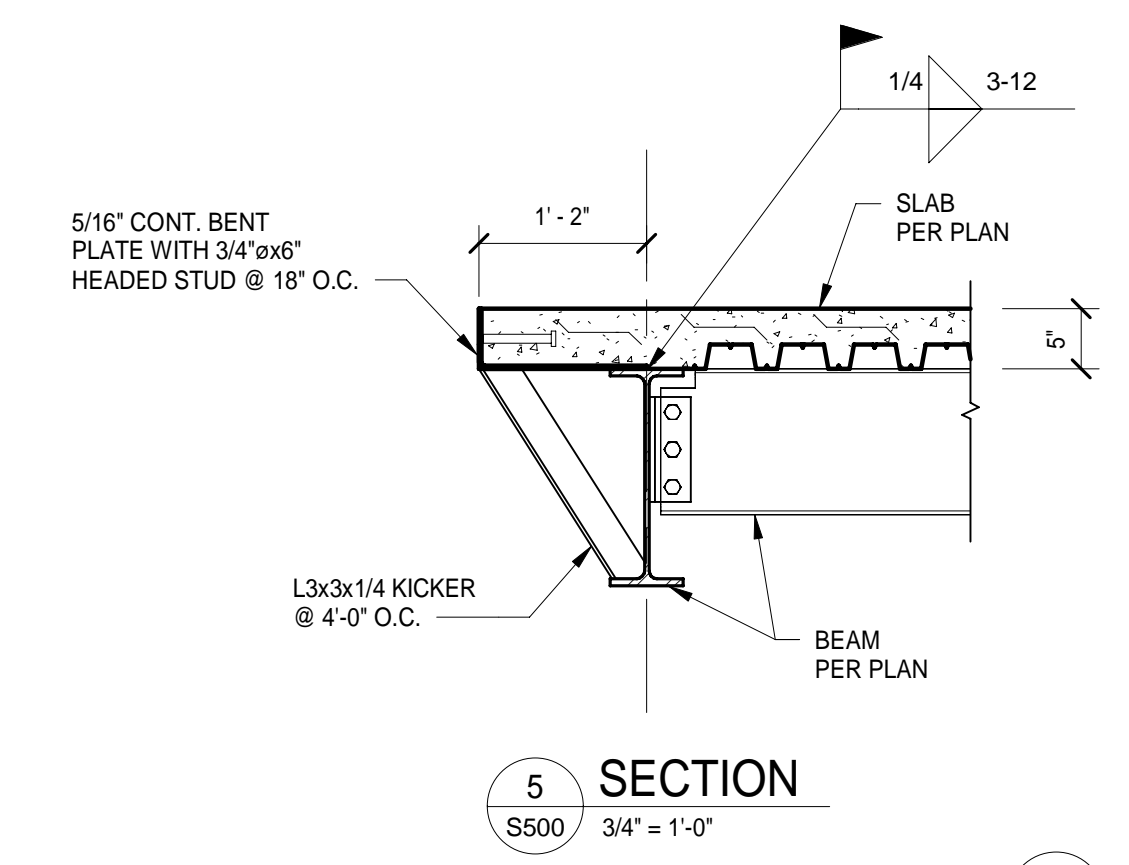 1/4 3-12
SLAB
PER PLAN
1' - 2"
5/16" CONT. BENT
PLATE WITH 3/4"øx6"
HEADED STUD @ 18" O.C.
5"
L3x3x1/4 KICKER
@ 4'-0" O.C.
BEAM
PER PLAN
5
S500
SECTION
3/4" = 1'-0"